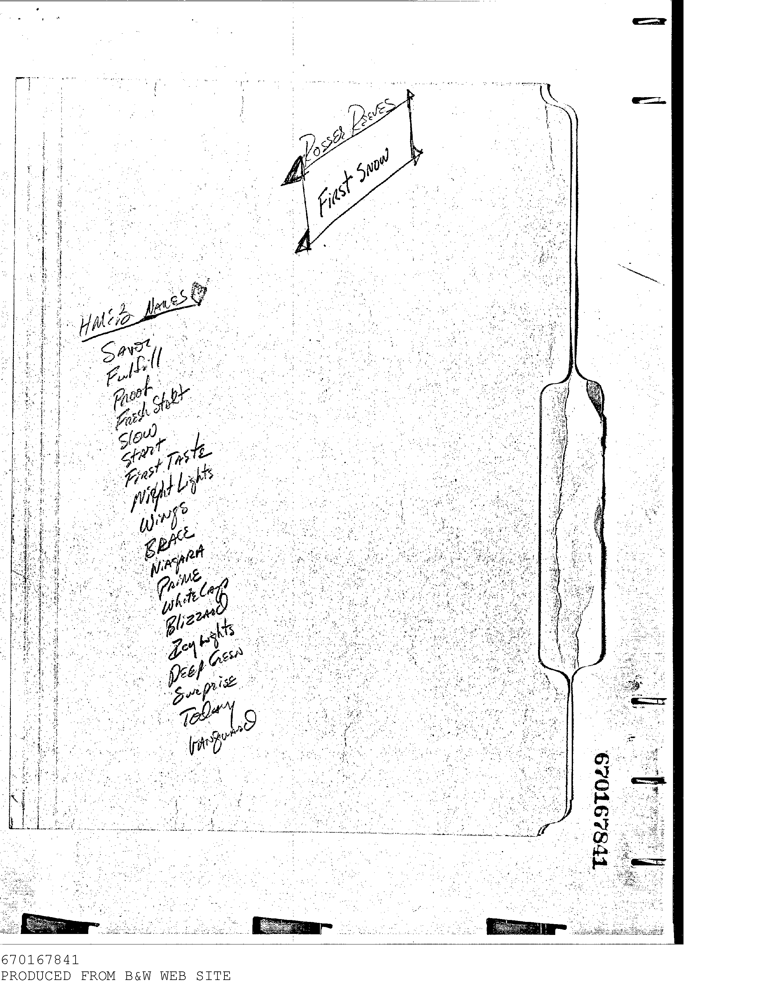 ROSSER REEVES
FIRST SNOW
NAMES
SAVOR
Fulfill
PROOF
FRESH START
SLOW
START
FIRST TASTE
Night Lights
WINGS
BRACE
NIAGARA
PRIME
White Cap
BlizzARD
Icy Lights
DEEP GREEN
SURPRISE
TODAY
VANGUARD
670167841
670167841
PRODUCED FROM B&W WEB SITE